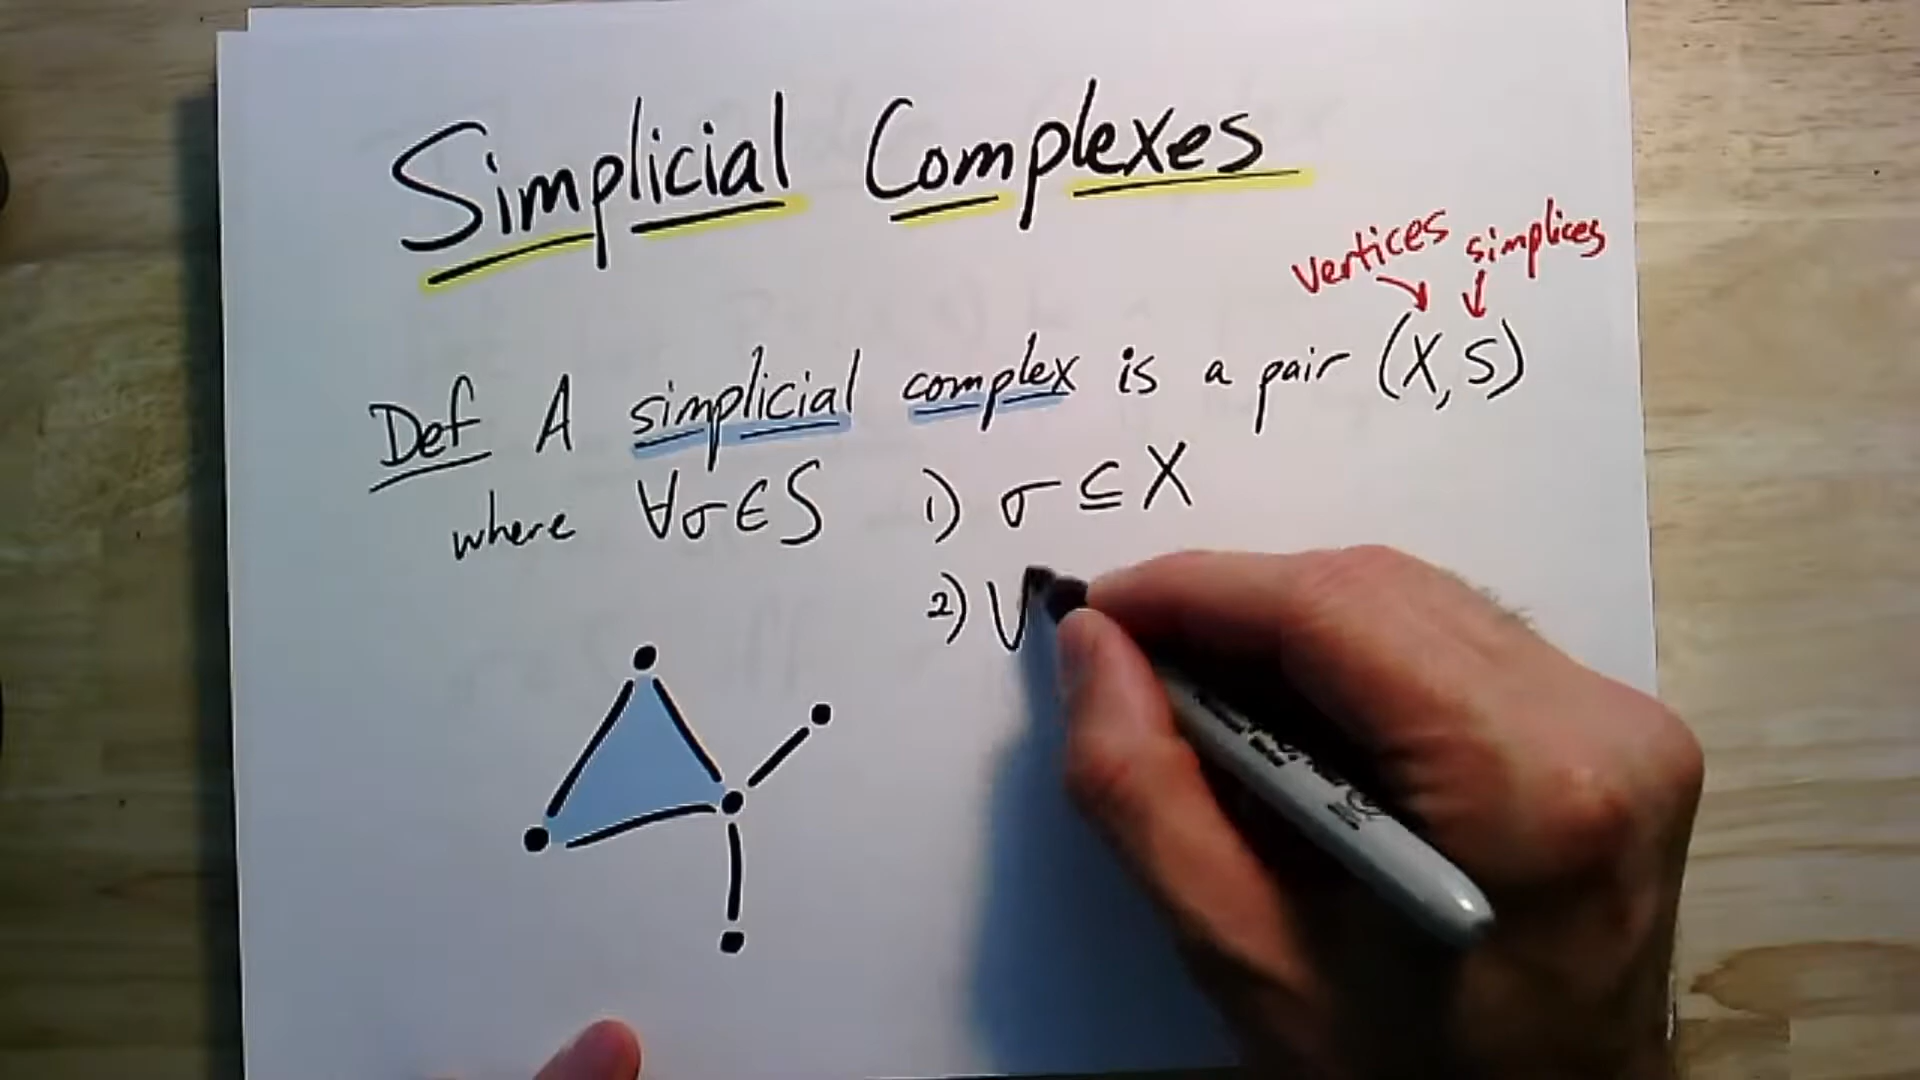 Simplicial Complexes
vertices simplices
Def A simplicial complex is a pair (X, S)
where ∀σ∈S 1) σ ⊆ X
2)